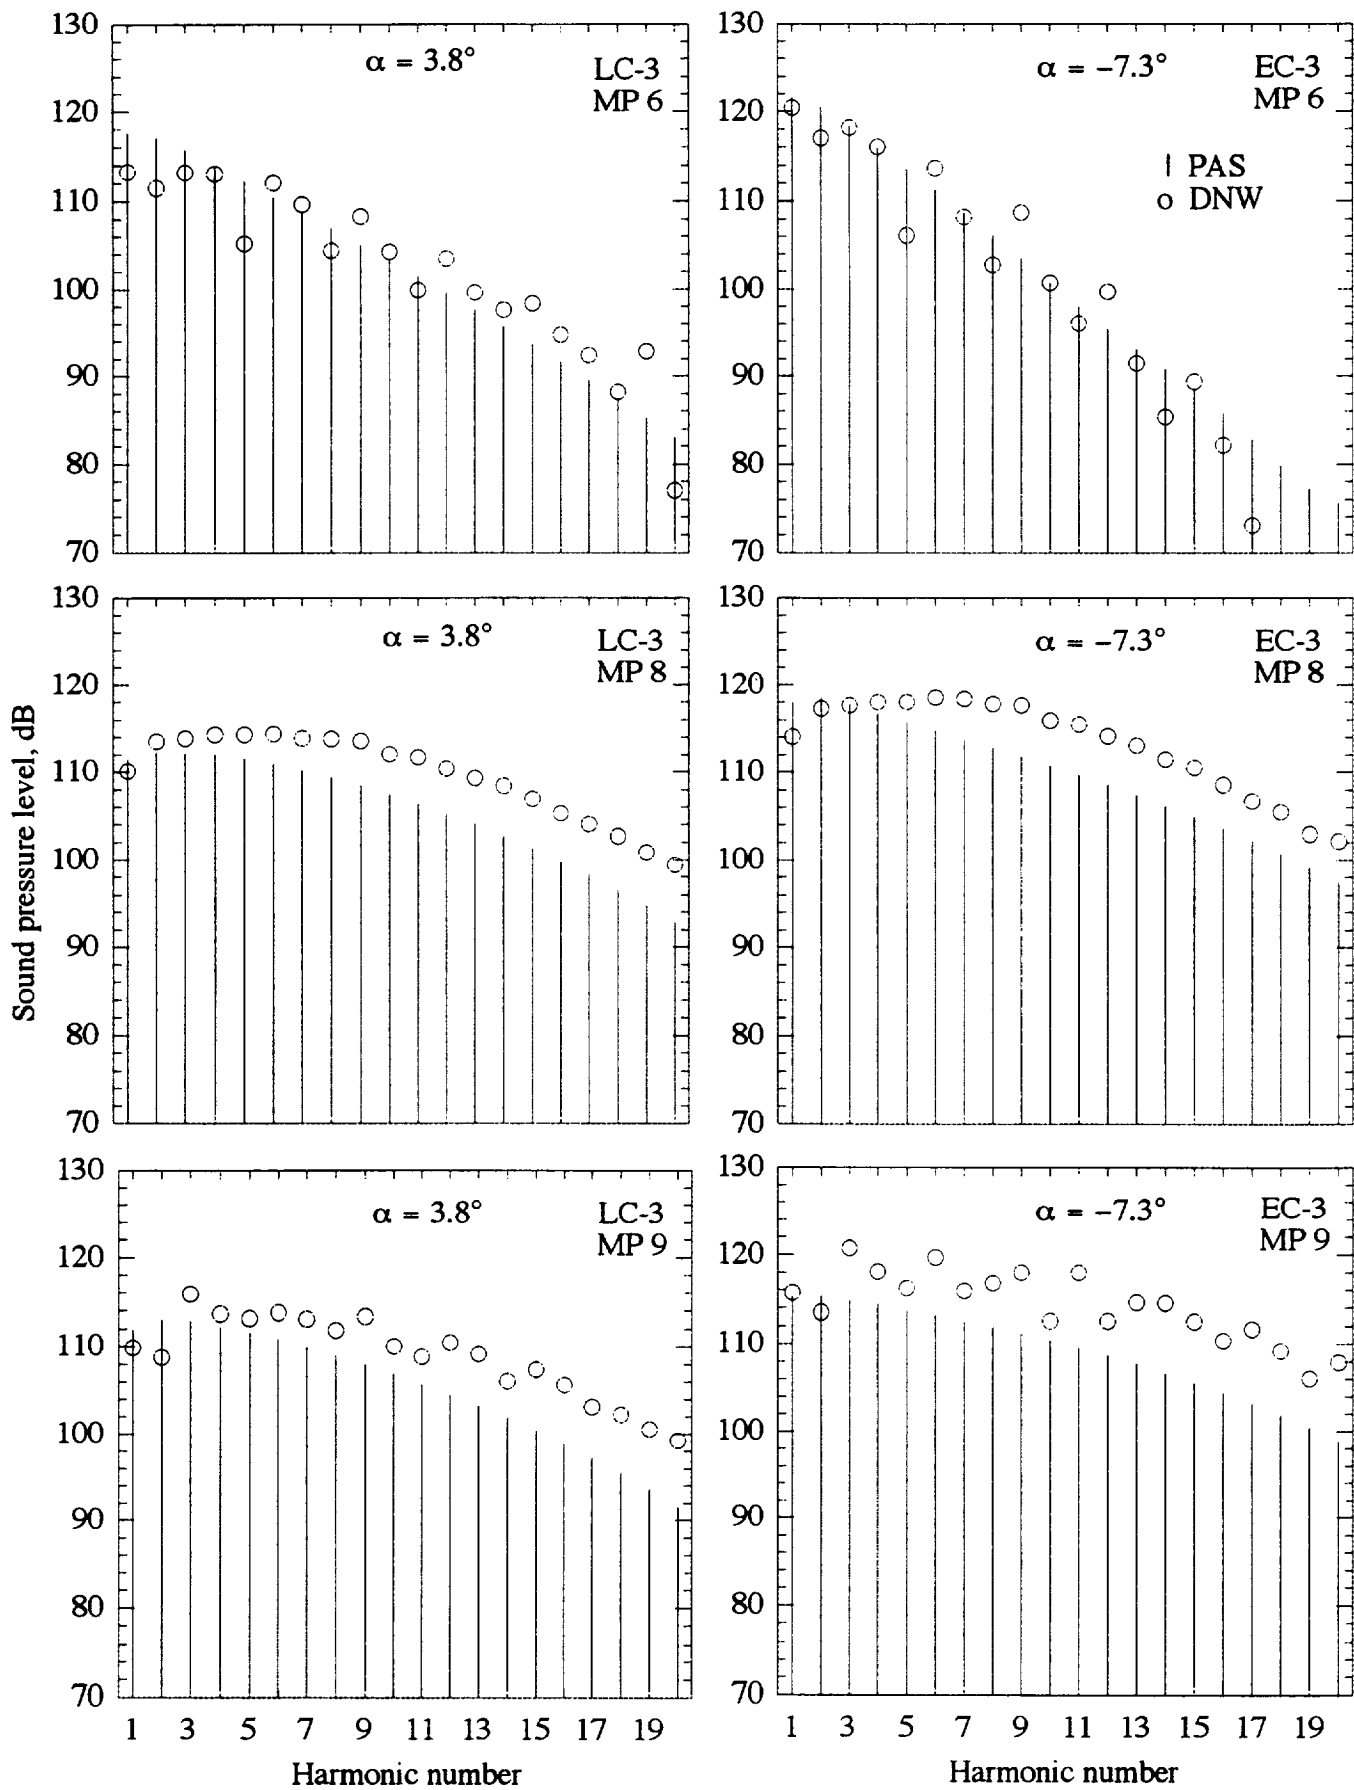 130
120
110
100
90
80
70
α = 3.8°
LC-3
MP 6
130
120
110
100
90
80
70
α = −7.3°
EC-3
MP 6
| PAS
o DNW
Sound pressure level, dB
130
120
110
100
90
80
70
α = 3.8°
LC-3
MP 8
130
120
110
100
90
80
70
α = −7.3°
EC-3
MP 8
130
120
110
100
90
80
70
α = 3.8°
LC-3
MP 9
1 3 5 7 9 11 13 15 17 19
Harmonic number
130
120
110
100
90
80
70
α = −7.3°
EC-3
MP 9
1 3 5 7 9 11 13 15 17 19
Harmonic number